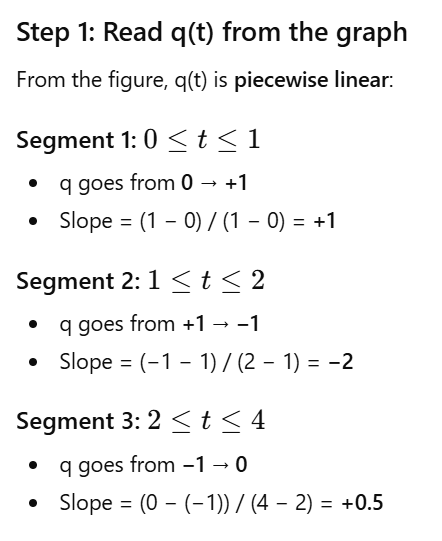 Step 1: Read q(t) from the graph
From the figure, q(t) is piecewise linear:
Segment 1: 0 ≤ t ≤ 1
• q goes from 0 → +1
• Slope = (1 − 0) / (1 − 0) = +1
Segment 2: 1 ≤ t ≤ 2
• q goes from +1 → −1
• Slope = (−1 − 1) / (2 − 1) = −2
Segment 3: 2 ≤ t ≤ 4
• q goes from −1 → 0
• Slope = (0 − (−1)) / (4 − 2) = +0.5